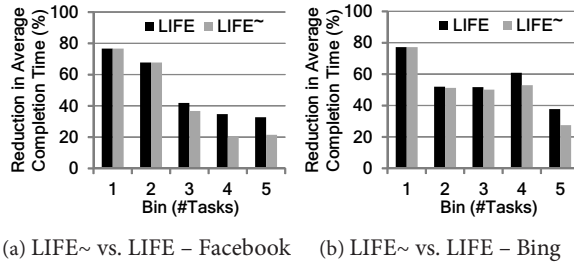 LIFE LIFE~
Reduction in Average
Completion Time (%)
100
80
60
40
20
0
1 2 3 4 5
Bin (#Tasks)
(a) LIFE~ vs. LIFE – Facebook
LIFE LIFE~
Reduction in Average
Completion Time (%)
100
80
60
40
20
0
1 2 3 4 5
Bin (#Tasks)
(b) LIFE~ vs. LIFE – Bing